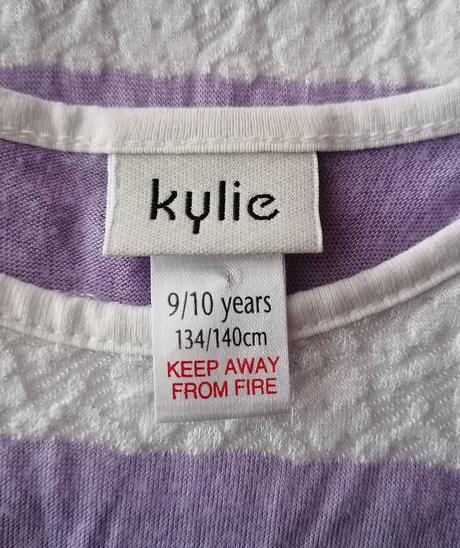 kylie
9/10 years
134/140cm
KEEP AWAY
FROM FIRE